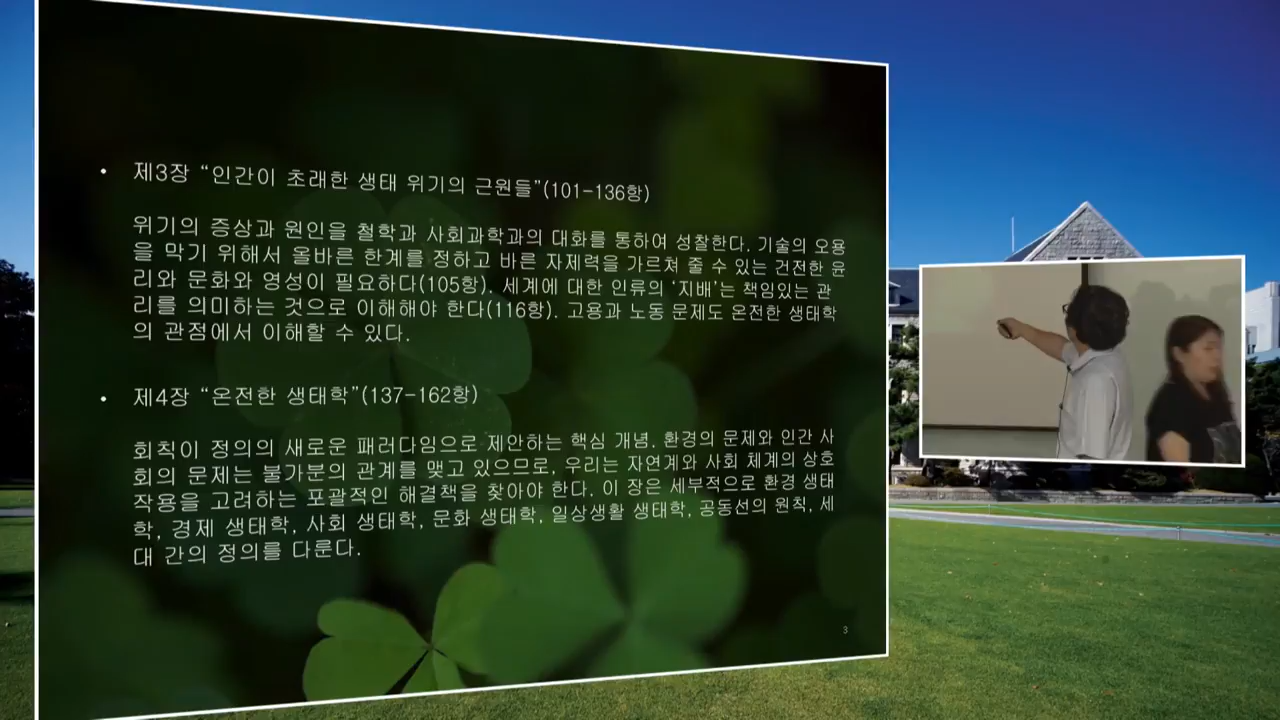 • 제3장 “인간이 초래한 생태 위기의 근원들”(101-136항)
위기의 증상과 원인을 철학과 사회과학과의 대화를 통하여 성찰한다. 기술의 오용
을 막기 위해서 올바른 한계를 정하고 바른 자제력을 가르쳐 줄 수 있는 건전한 윤
리와 문화와 영성이 필요하다(105항). 세계에 대한 인류의 ‘지배’는 책임있는 관
리를 의미하는 것으로 이해해야 한다(116항). 고용과 노동 문제도 온전한 생태학
의 관점에서 이해할 수 있다.
• 제4장 “온전한 생태학”(137-162항)
회칙이 정의의 새로운 패러다임으로 제안하는 핵심 개념. 환경의 문제와 인간 사
회의 문제는 불가분의 관계를 맺고 있으므로, 우리는 자연계와 사회 체계의 상호
작용을 고려하는 포괄적인 해결책을 찾아야 한다. 이 장은 세부적으로 환경 생태
학, 경제 생태학, 사회 생태학, 문화 생태학, 일상생활 생태학, 공동선의 원칙, 세
대 간의 정의를 다룬다.
3